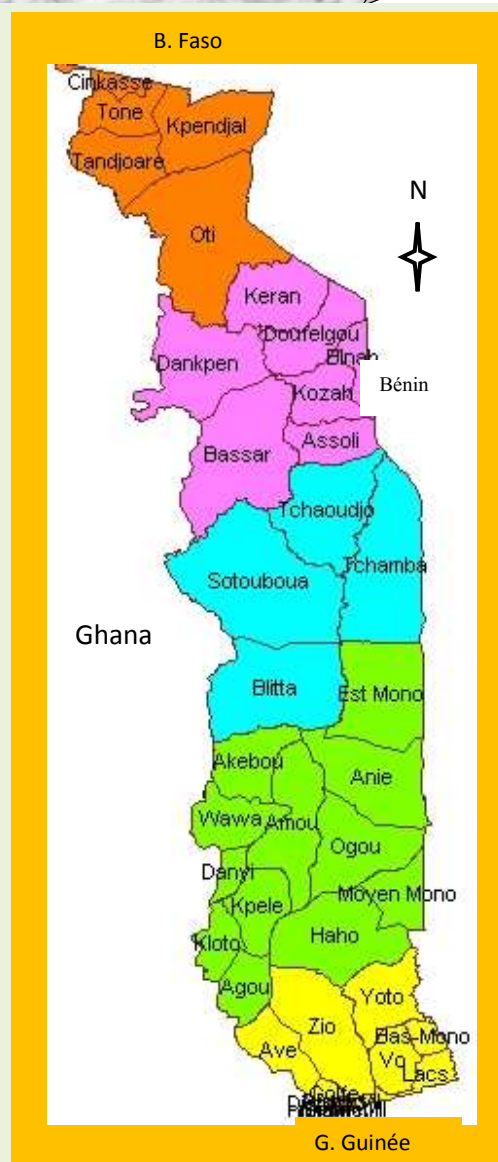 B. Faso
Cinkasse
Tone
Kpendjal
Tandjoare
N
Oti
Keran
Doufelgou
Binah
Dankpen
Kozah
Bénin
Assoli
Bassar
Tchaoudjo
Tchamba
Sotouboua
Ghana
Blitta
Est Mono
Akebou
Anie
Wawa
Amou
Ogou
Danyi
Moyen Mono
Kpele
Kloto
Haho
Agou
Yoto
Zio
Bas-Mono
Ave
Vo
Lacs
Golfe
G. Guinée